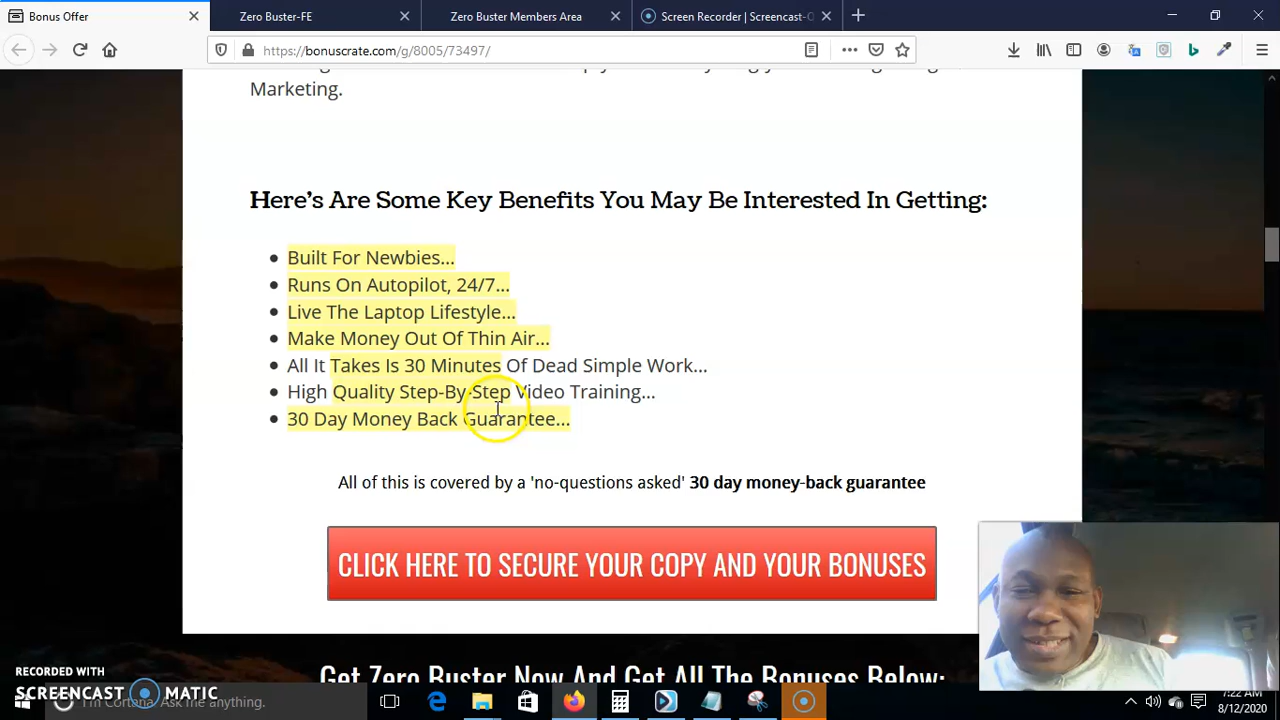 Bonus Offer
Zero Buster-FE
Zero Buster Members Area
Screen Recorder | Screencast-O
https://bonuscrate.com/g/8005/73497/
Marketing.
Here's Are Some Key Benefits You May Be Interested In Getting:
Built For Newbies...
Runs On Autopilot, 24/7...
Live The Laptop Lifestyle...
Make Money Out Of Thin Air...
All It Takes Is 30 Minutes Of Dead Simple Work...
High Quality Step-By-Step Video Training...
30 Day Money Back Guarantee...
All of this is covered by a 'no-questions asked' 30 day money-back guarantee
CLICK HERE TO SECURE YOUR COPY AND YOUR BONUSES
Get Zero Buster Now And Get All The Bonuses Below:
RECORDED WITH
SCREENCAST MATIC
I'm Cortana. Ask me anything.
7:22 AM
8/12/2020